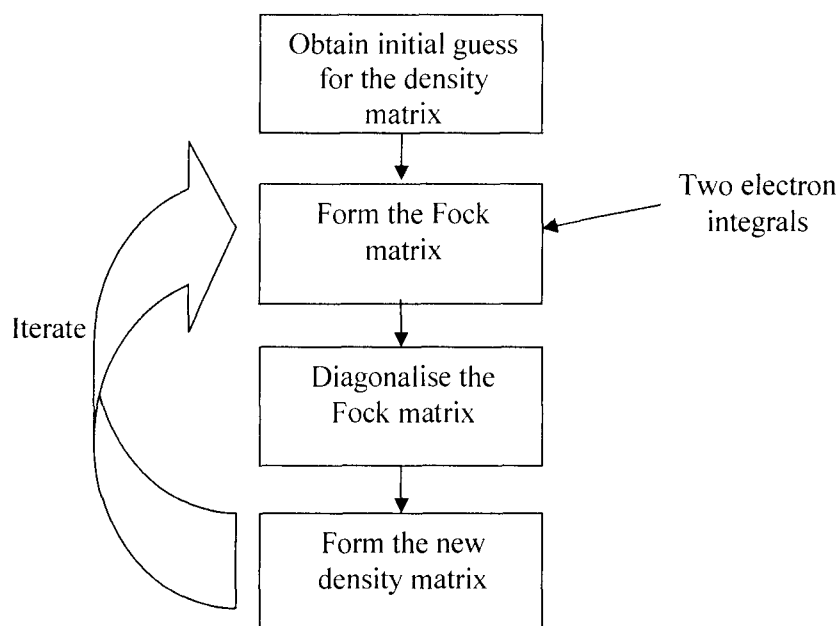 Obtain initial guess
for the density
matrix
Form the Fock
matrix
Two electron
integrals
Iterate
Diagonalise the
Fock matrix
Form the new
density matrix